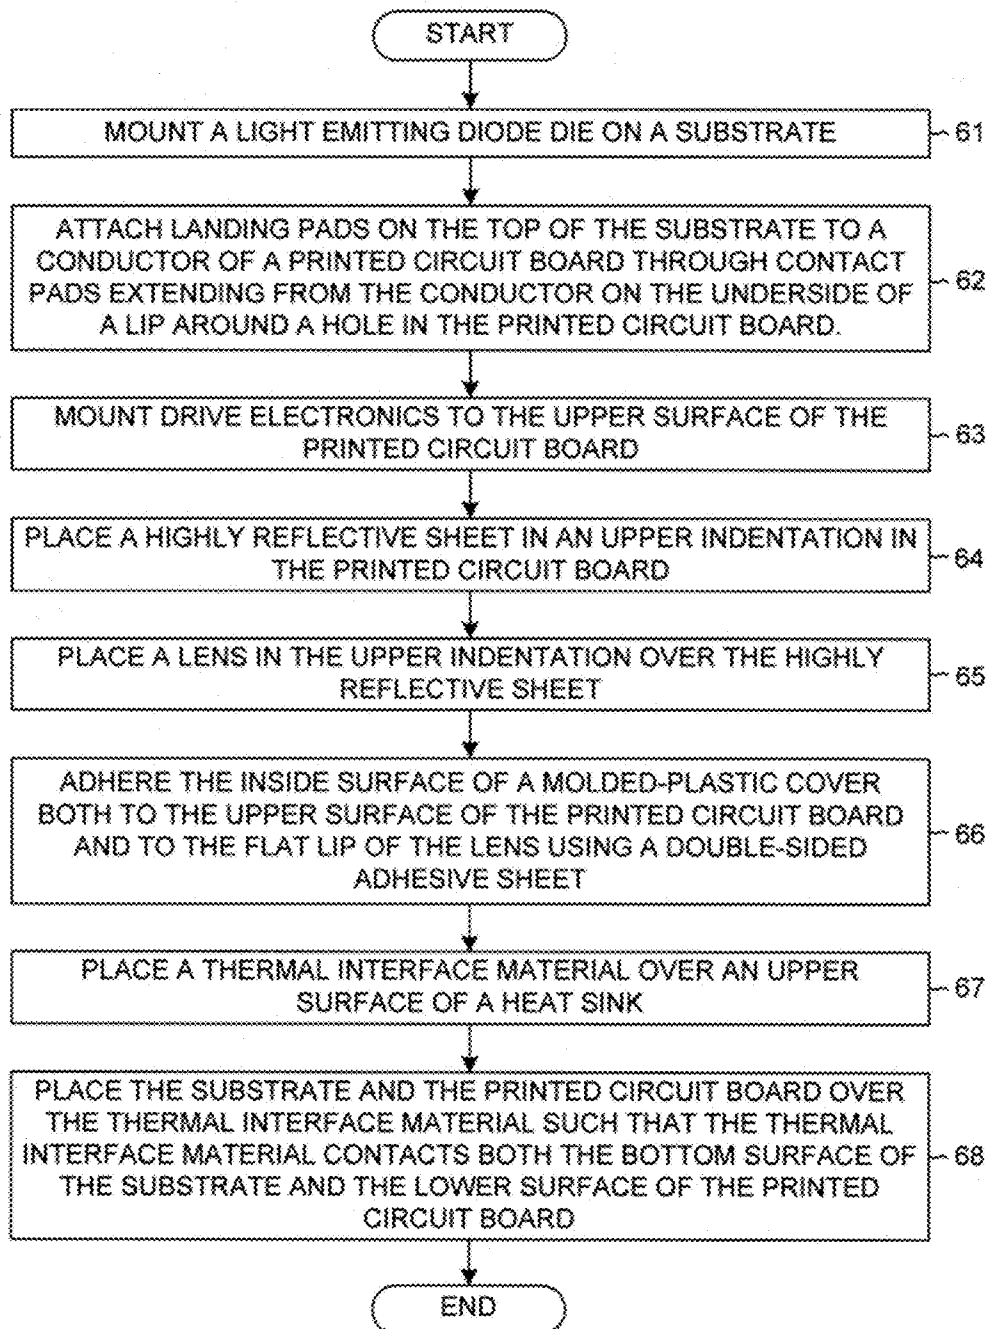 START
MOUNT A LIGHT EMITTING DIODE DIE ON A SUBSTRATE
61
ATTACH LANDING PADS ON THE TOP OF THE SUBSTRATE TO A
CONDUCTOR OF A PRINTED CIRCUIT BOARD THROUGH CONTACT
PADS EXTENDING FROM THE CONDUCTOR ON THE UNDERSIDE OF
A LIP AROUND A HOLE IN THE PRINTED CIRCUIT BOARD.
62
MOUNT DRIVE ELECTRONICS TO THE UPPER SURFACE OF THE
PRINTED CIRCUIT BOARD
63
PLACE A HIGHLY REFLECTIVE SHEET IN AN UPPER INDENTATION IN
THE PRINTED CIRCUIT BOARD
64
PLACE A LENS IN THE UPPER INDENTATION OVER THE HIGHLY
REFLECTIVE SHEET
65
ADHERE THE INSIDE SURFACE OF A MOLDED-PLASTIC COVER
BOTH TO THE UPPER SURFACE OF THE PRINTED CIRCUIT BOARD
AND TO THE FLAT LIP OF THE LENS USING A DOUBLE-SIDED
ADHESIVE SHEET
66
PLACE A THERMAL INTERFACE MATERIAL OVER AN UPPER
SURFACE OF A HEAT SINK
67
PLACE THE SUBSTRATE AND THE PRINTED CIRCUIT BOARD OVER
THE THERMAL INTERFACE MATERIAL SUCH THAT THE THERMAL
INTERFACE MATERIAL CONTACTS BOTH THE BOTTOM SURFACE OF
THE SUBSTRATE AND THE LOWER SURFACE OF THE PRINTED
CIRCUIT BOARD
68
END